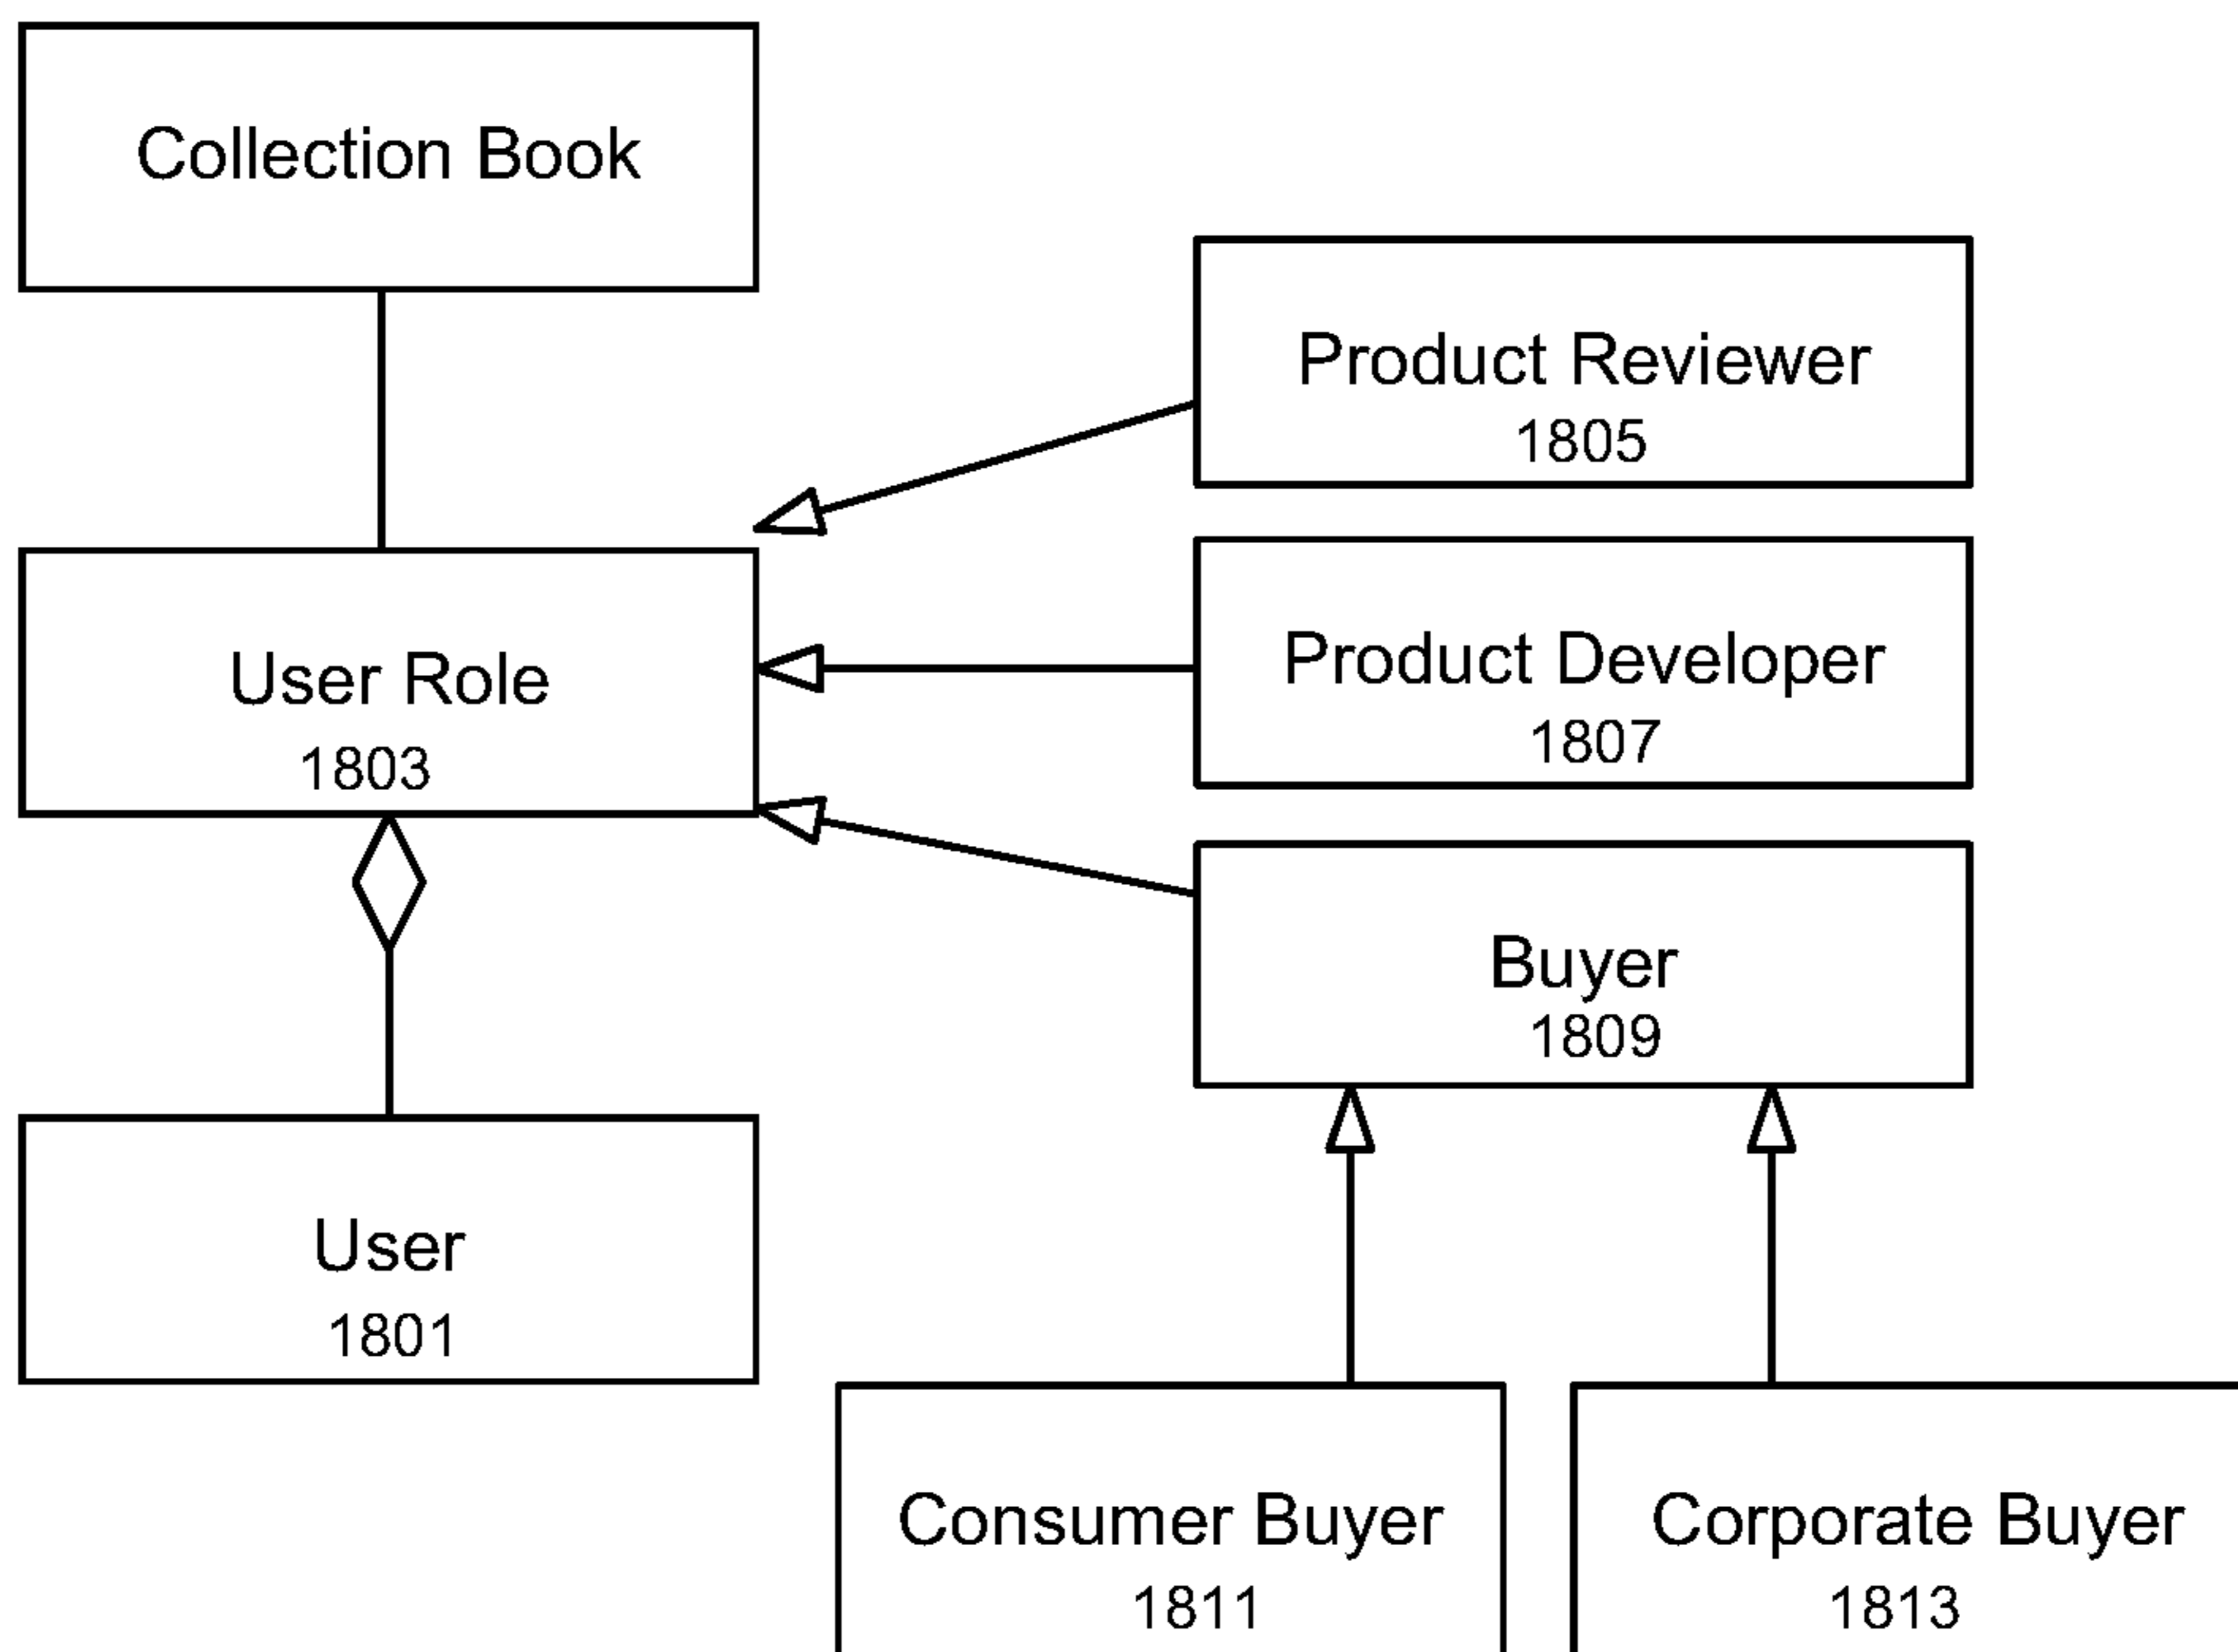 Collection Book
Product Reviewer
1805
User Role
1803
Product Developer
1807
Buyer
1809
User
1801
Consumer Buyer
1811
Corporate Buyer
1813